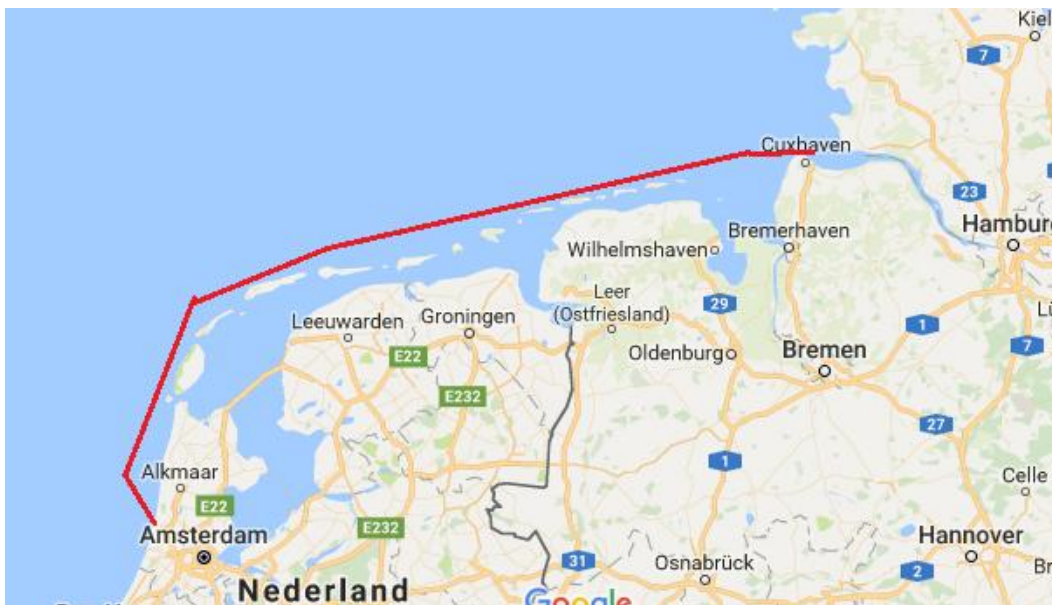 Kiel
7
Cuxhaven
23
Hamburg
Bremerhaven
Wilhelmshaven
Leer
(Ostfriesland)
29
1
Leeuwarden
Groningen
E22
Oldenburg
Bremen
7
E232
27
1
Alkmaar
Celle
E22
E232
Amsterdam
Hannover
31
Osnabrück
2
Nederland
Google